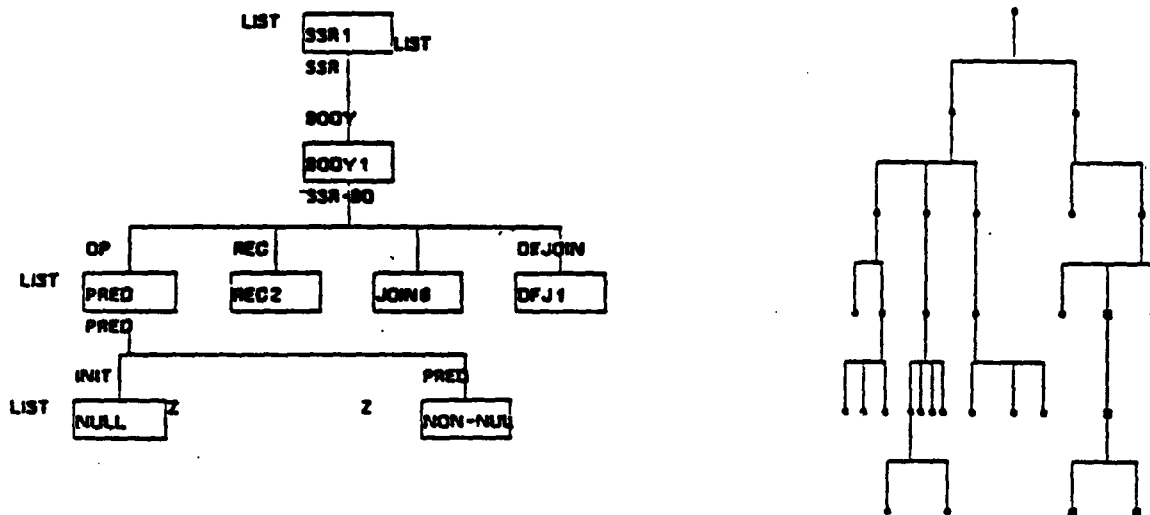 LIST
SSR1
LIST
SSR
BODY
BODY1
SSR-BO
OP REC DEJOIN
LIST
PRED REC2 JOIN6 DFJ1
PRED
INIT PRED
LIST Z Z
NULL NON-NUL